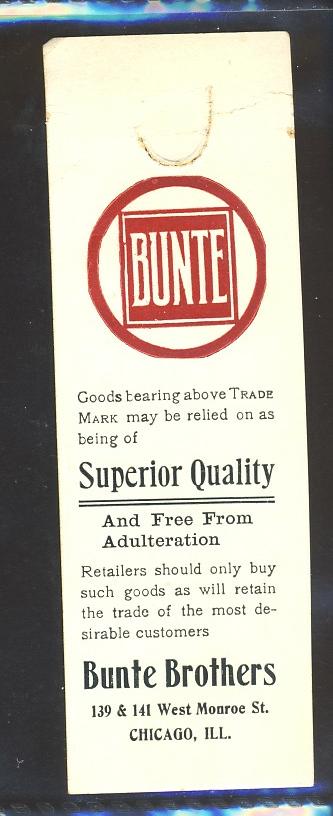 BUNTE
Goods bearing above TRADE
MARK may be relied on as
being of
Superior Quality
And Free From
Adulteration
Retailers should only buy
such goods as will retain
the trade of the most de-
sirable customers
Bunte Brothers
139 & 141 West Monroe St.
CHICAGO, ILL.